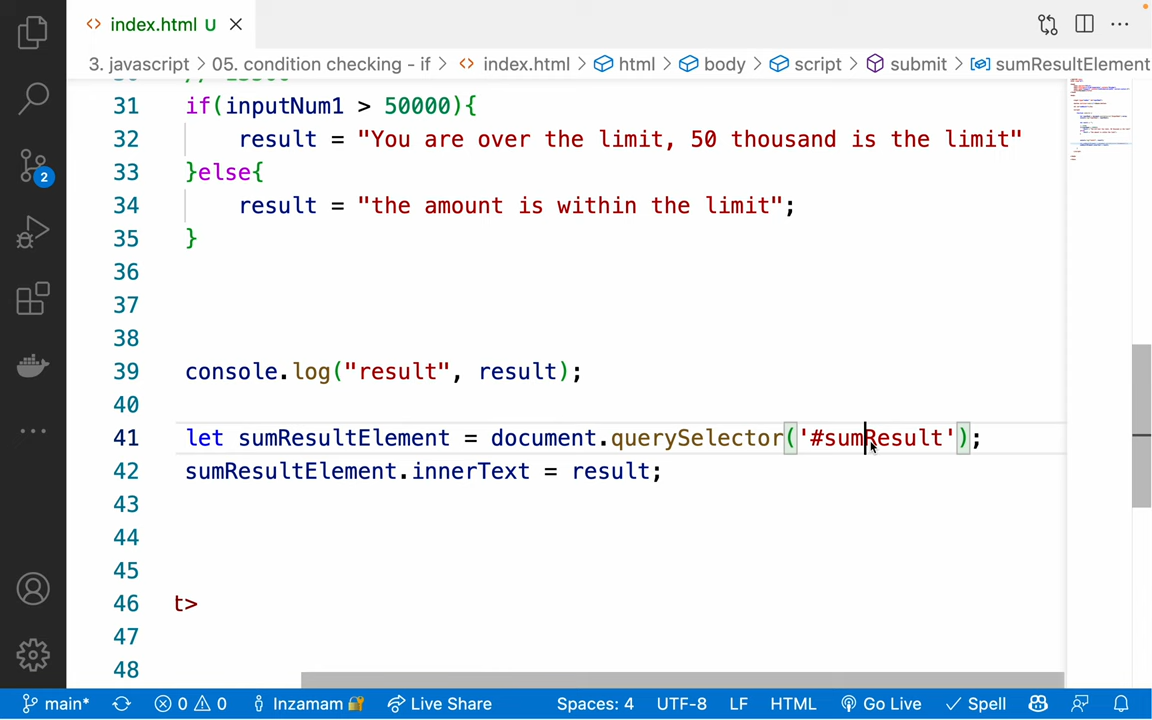 index.html U
3. javascript > 05. condition checking - if > index.html > html > body > script > submit > sumResultElement
31 if(inputNum1 > 50000){
32 result = "You are over the limit, 50 thousand is the limit"
33 }else{
34 result = "the amount is within the limit";
35 }
36
37
38
39 console.log("result", result);
40
41 let sumResultElement = document.querySelector('#sumResult');
42 sumResultElement.innerText = result;
43
44
45
46 t>
47
48
2
main* 0 0 Inzamam Live Share Spaces: 4 UTF-8 LF HTML Go Live Spell